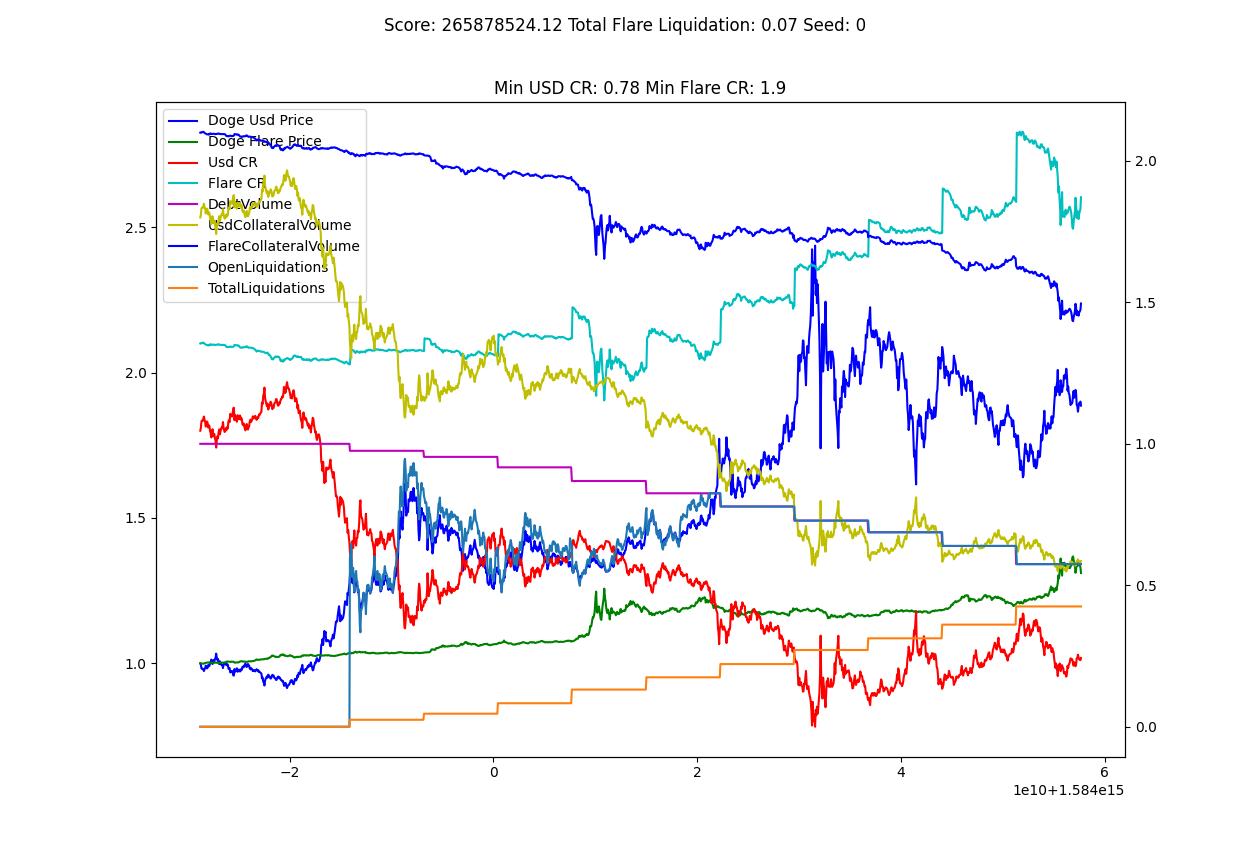 Score: 265878524.12 Total Flare Liquidation: 0.07 Seed: 0
Min USD CR: 0.78 Min Flare CR: 1.9
Doge Usd Price
Doge Flare Price
Usd CR
Flare CR
DebtVolume
UsdCollateralVolume
FlareCollateralVolume
OpenLiquidations
TotalLiquidations
2.5
2.0
1.5
1.0
2.0
1.5
1.0
0.5
0.0
−2
0
2
4
6
1e10+1.584e15